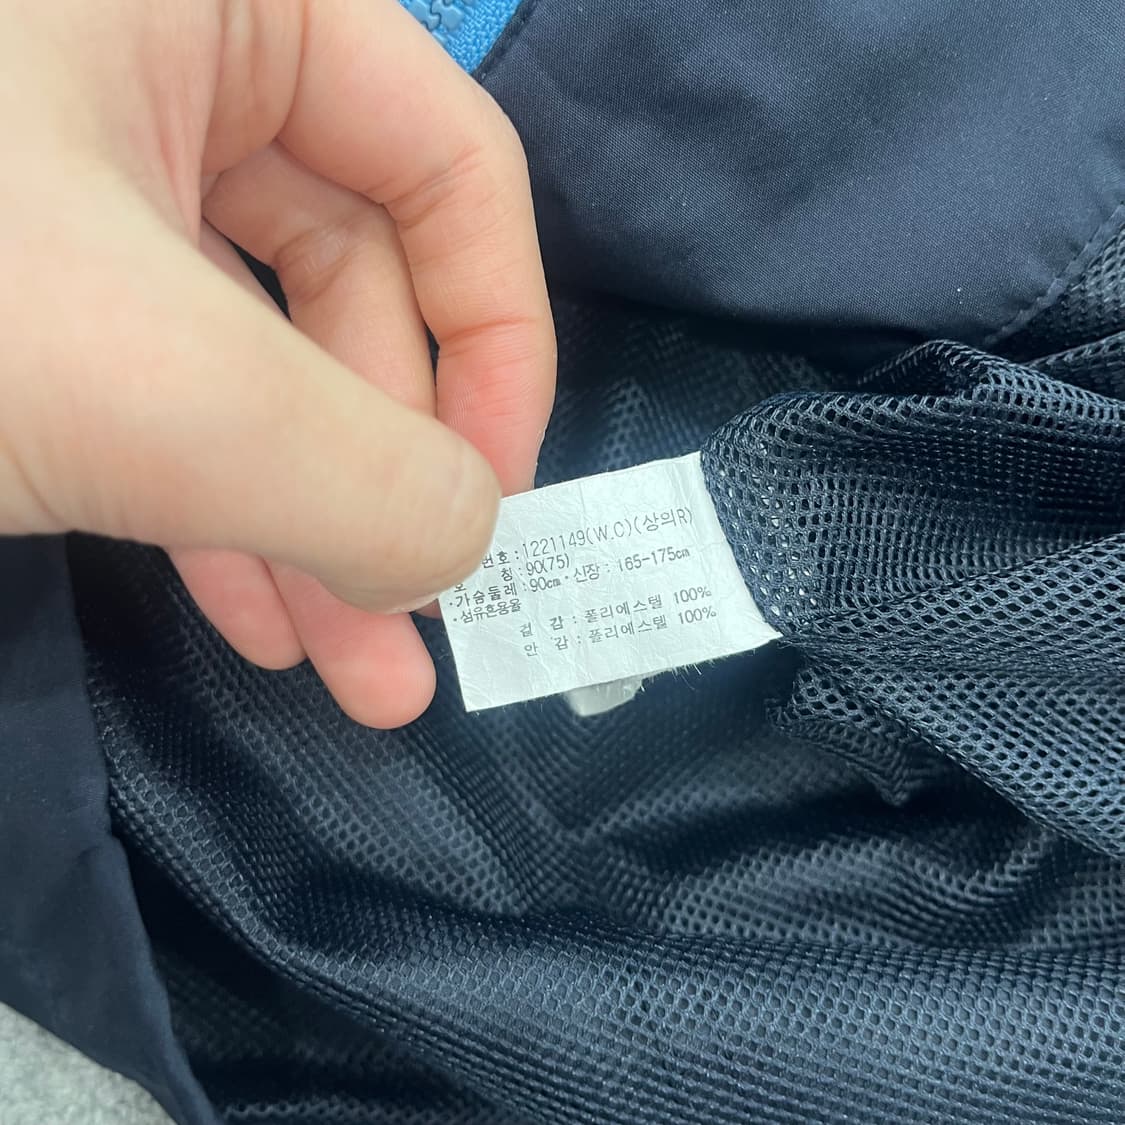 번호 : 1221149(W.C)(상의R)
호 칭 : 90(75)
·가슴둘레 : 90cm · 신장 : 165-175cm
·섬유혼용율
겉 감 : 폴리에스텔 100%
안 감 : 폴리에스텔 100%